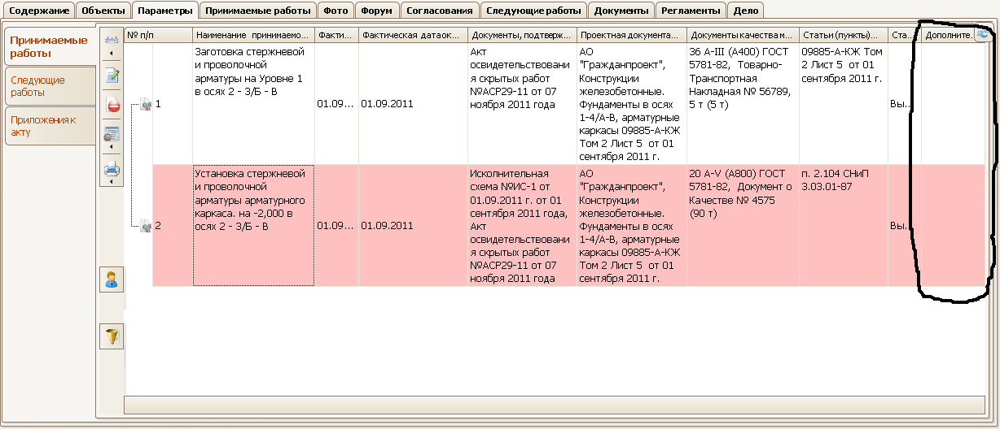 Содержание Объекты Параметры Принимаемые работы Фото Форум Согласования Следующие работы Документы Регламенты Дело
Принимаемые
работы
Следующие
работы
Приложения к
акту
№ п/п Наименание принимаемо... Факти... Фактическая дата ок... Документы, подтверж... Проектная документа... Документы качества м... Статьи (пункты)... Ста... Дополните...
1
Заготовка стержневой
и проволочной
арматуры на Уровне 1
в осях 2 - 3/Б - В
01.09...
01.09.2011
Акт
освидетельствовани
я скрытых работ
№АСР29-11 от 07
ноября 2011 года
АО
"Гражданпроект",
Конструкции
железобетонные.
Фундаменты в осях
1-4/А-В, арматурные
каркасы 09885-А-КЖ
Том 2 Лист 5 от 01
сентября 2011 г.
36 А-III (А400) ГОСТ
5781-82, Товарно-
Транспортная
Накладная № 56789,
5 т (5 т)
09885-А-КЖ Том
2 Лист 5 от 01
сентября 2011 г.
Вы...
2
Установка стержневой
и проволочной
арматуры арматурного
каркаса. на -2,000 в
осях 2 - 3/Б - В
01.09...
01.09.2011
Исколнительная
схема №ИС-1 от
01.09.2011 г. от 01
сентября 2011 года,
Акт
освидетельствовани
я скрытых работ
№АСР29-11 от 07
ноября 2011 года
АО
"Гражданпроект",
Конструкции
железобетонные.
Фундаменты в осях
1-4/А-В, арматурные
каркасы 09885-А-КЖ
Том 2 Лист 5 от 01
сентября 2011 г.
20 А-V (А800) ГОСТ
5781-82, Документ о
Качестве № 4575
(90 т)
п. 2.104 СНиП
3.03.01-87
Вы...